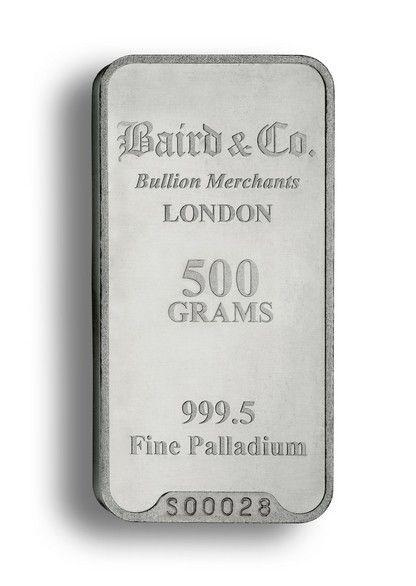 Baird & Co.
Bullion Merchants
LONDON
500
GRAMS
999.5
Fine Palladium
S00028